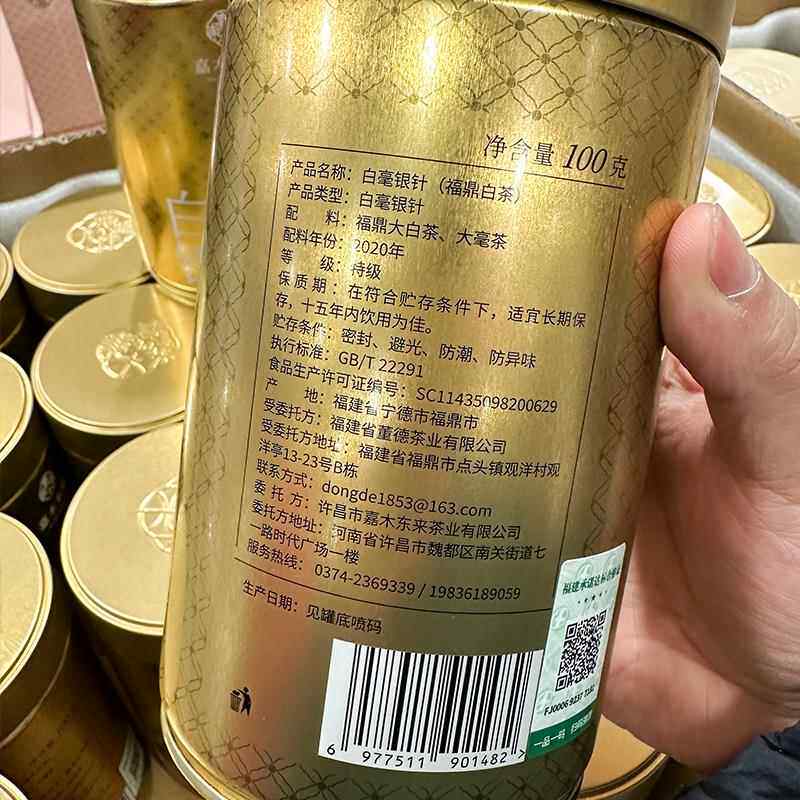 净含量 100克
产品名称：白毫银针（福鼎白茶）
产品类型：白毫银针
配 料：福鼎大白茶、大毫茶
配料年份：2020年
等 级：特级
保质期：在符合贮存条件下，适宜长期保
存，十五年内饮用为佳。
贮存条件：密封、避光、防潮、防异味
执行标准：GB/T 22291
食品生产许可证编号：SC11435098200629
产 地：福建省宁德市福鼎市
受委托方：福建省董德茶业有限公司
受委托方地址：福建省福鼎市点头镇观洋村观
洋亭13-23号B栋
联系方式：dongde1853@163.com
委托方：许昌市嘉木东来茶业有限公司
委托方地址：河南省许昌市魏都区南关街道七
一路时代广场一楼
服务热线：0374-2369339 / 19836189059
生产日期：见罐底喷码
6 977511 901482 >
一品一码